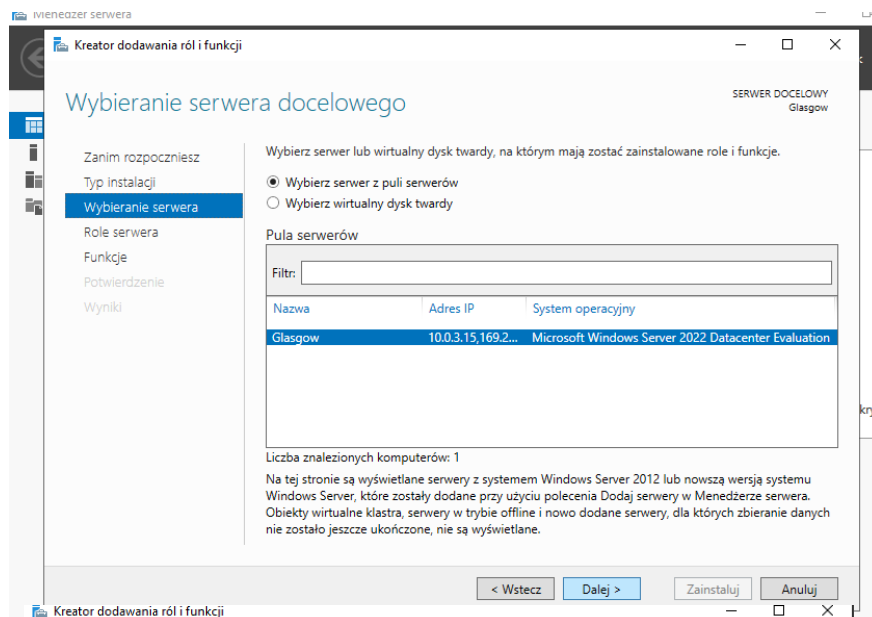 Menedżer serwera
Kreator dodawania ról i funkcji
Wybieranie serwera docelowego
SERWER DOCELOWY
Glasgow
Zanim rozpoczniesz
Typ instalacji
Wybieranie serwera
Role serwera
Funkcje
Potwierdzenie
Wyniki
Wybierz serwer lub wirtualny dysk twardy, na którym mają zostać zainstalowane role i funkcje.
Wybierz serwer z puli serwerów
Wybierz wirtualny dysk twardy
Pula serwerów
Filtr:
Nazwa Adres IP System operacyjny
Glasgow 10.0.3.15,169.2... Microsoft Windows Server 2022 Datacenter Evaluation
Liczba znalezionych komputerów: 1
Na tej stronie są wyświetlane serwery z systemem Windows Server 2012 lub nowszą wersją systemu
Windows Server, które zostały dodane przy użyciu polecenia Dodaj serwery w Menedżerze serwera.
Obiekty wirtualne klastra, serwery w trybie offline i nowo dodane serwery, dla których zbieranie danych
nie zostało jeszcze ukończone, nie są wyświetlane.
< Wstecz Dalej > Zainstaluj Anuluj
Kreator dodawania ról i funkcji